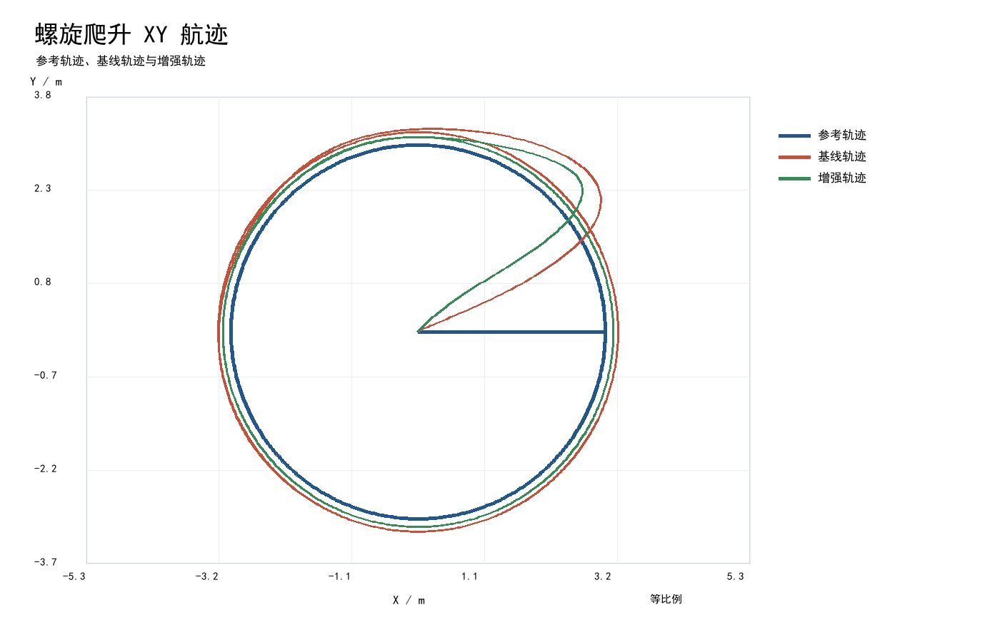 螺旋爬升 XY 航迹
参考轨迹、基线轨迹与增强轨迹
Y / m
3.8
2.3
0.8
-0.7
-2.2
-3.7
-5.3
-3.2
-1.1
1.1
3.2
5.3
X / m
等比例
参考轨迹
基线轨迹
增强轨迹